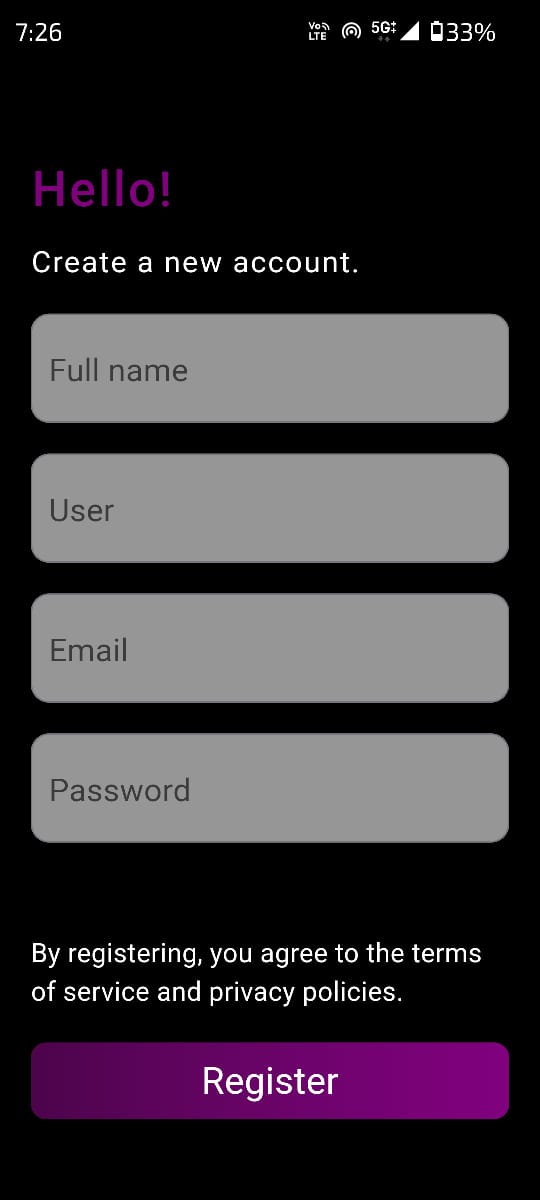 7:26
Vo LTE 5G 33%
Hello!
Create a new account.
Full name
User
Email
Password
By registering, you agree to the terms
of service and privacy policies.
Register